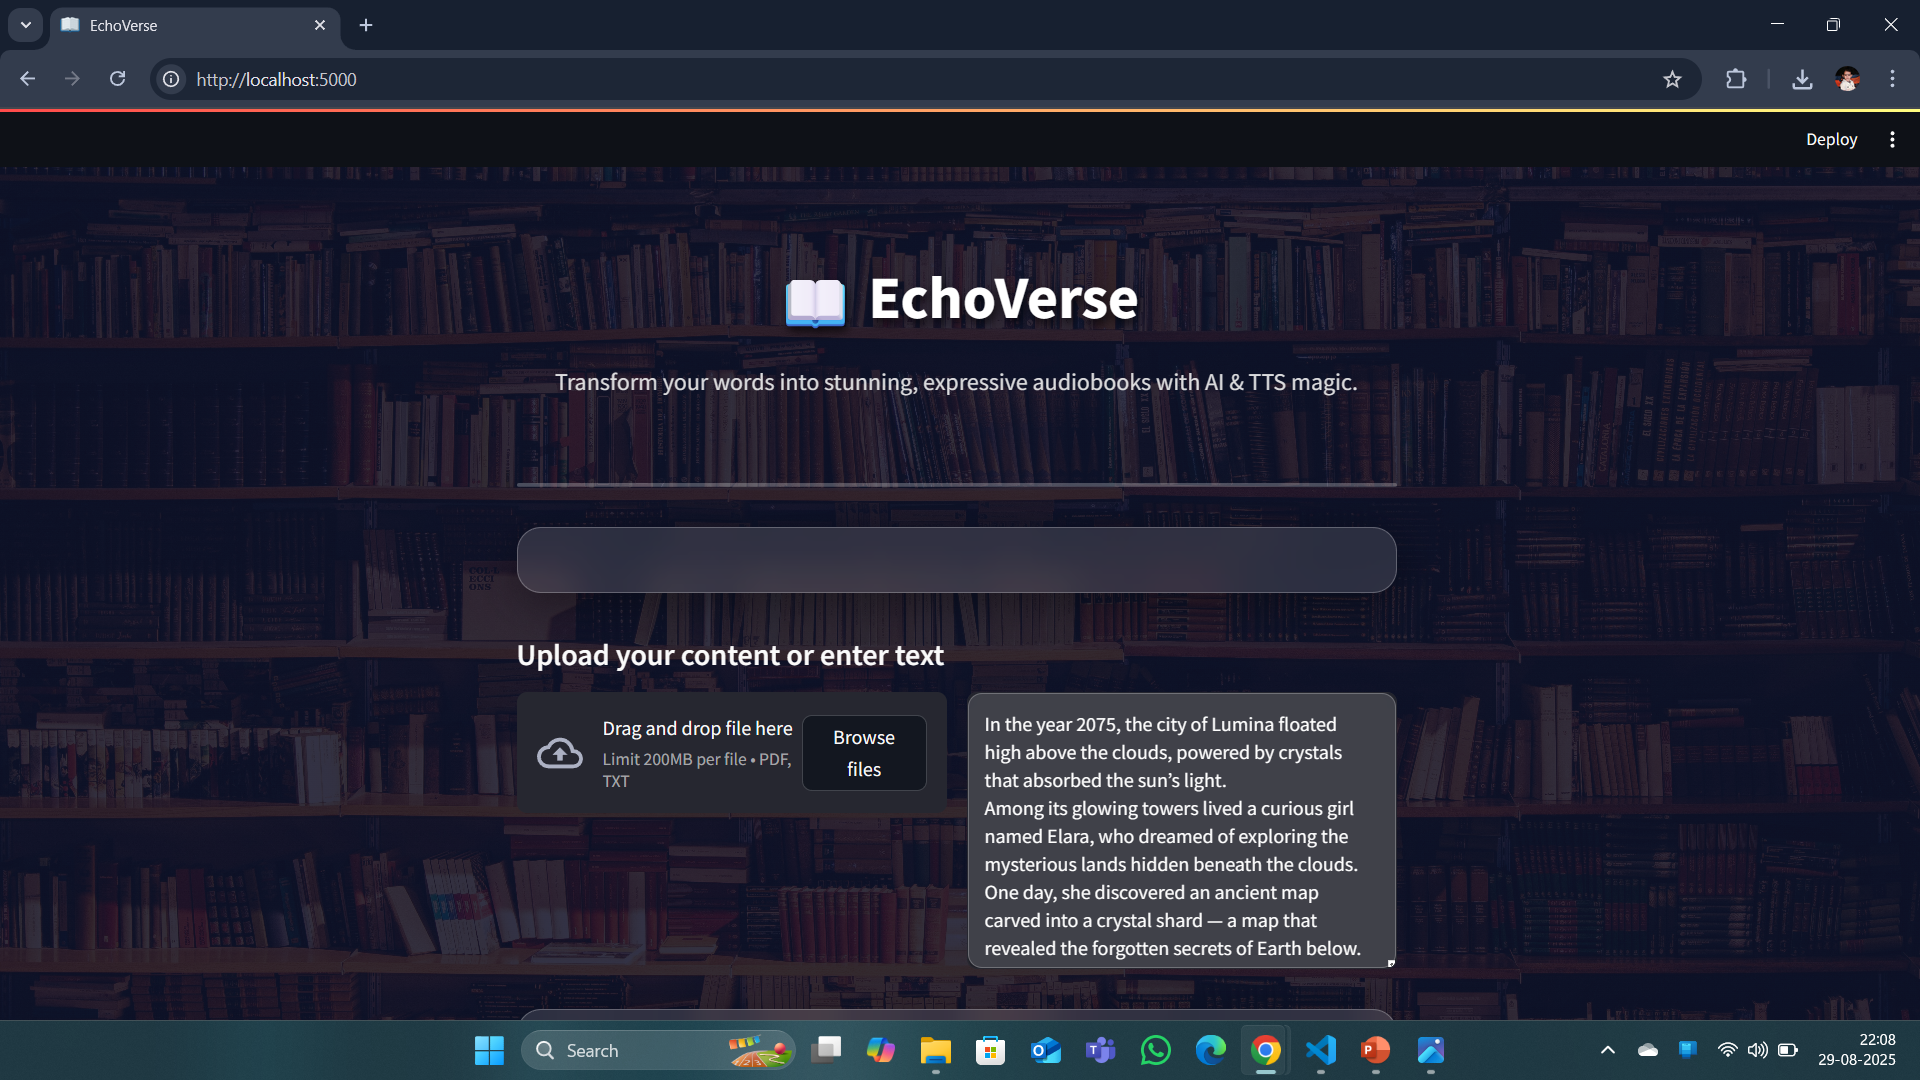 EchoVerse
http://localhost:5000
Deploy
EchoVerse
Transform your words into stunning, expressive audiobooks with AI & TTS magic.
COL·L
ECCI
ONS
Upload your content or enter text
Drag and drop file here
Limit 200MB per file • PDF,
TXT
Browse
files
In the year 2075, the city of Lumina floated
high above the clouds, powered by crystals
that absorbed the sun’s light.
Among its glowing towers lived a curious girl
named Elara, who dreamed of exploring the
mysterious lands hidden beneath the clouds.
One day, she discovered an ancient map
carved into a crystal shard — a map that
revealed the forgotten secrets of Earth below.
Search
22:08
29-08-2025